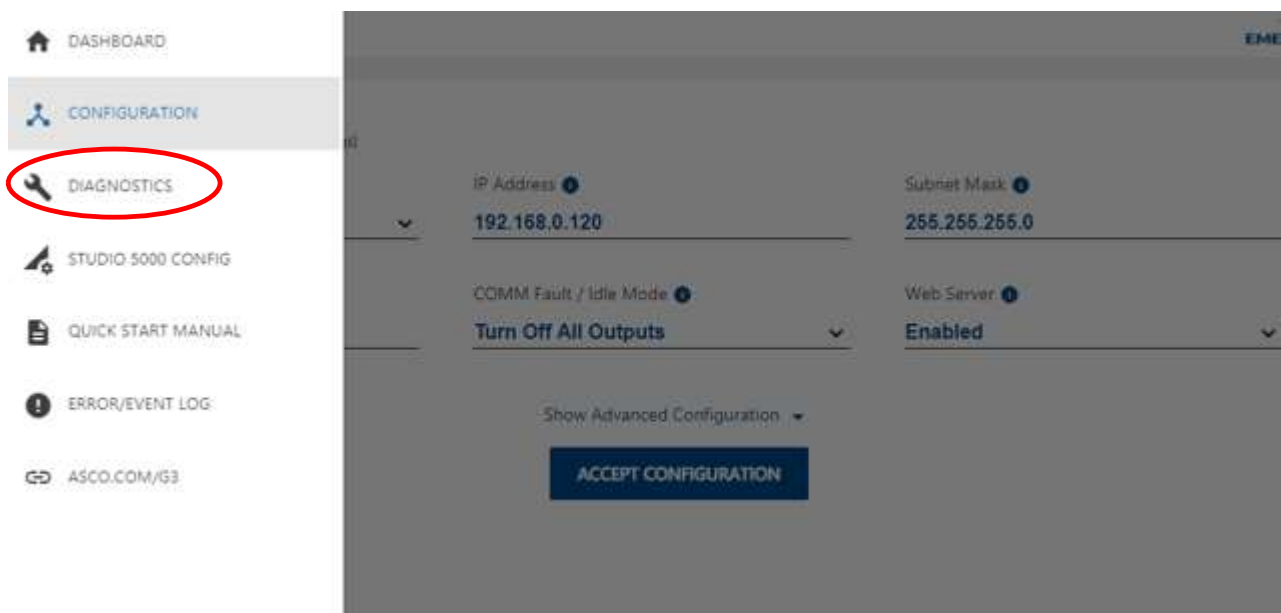 DASHBOARD
EME
CONFIGURATION
DIAGNOSTICS
IP Address
Subnet Mask
192.168.0.120
255.255.255.0
STUDIO 5000 CONFIG
COMM Fault / Idle Mode
Web Server
QUICK START MANUAL
Turn Off All Outputs
Enabled
ERROR/EVENT LOG
Show Advanced Configuration
ASCO.COM/G3
ACCEPT CONFIGURATION